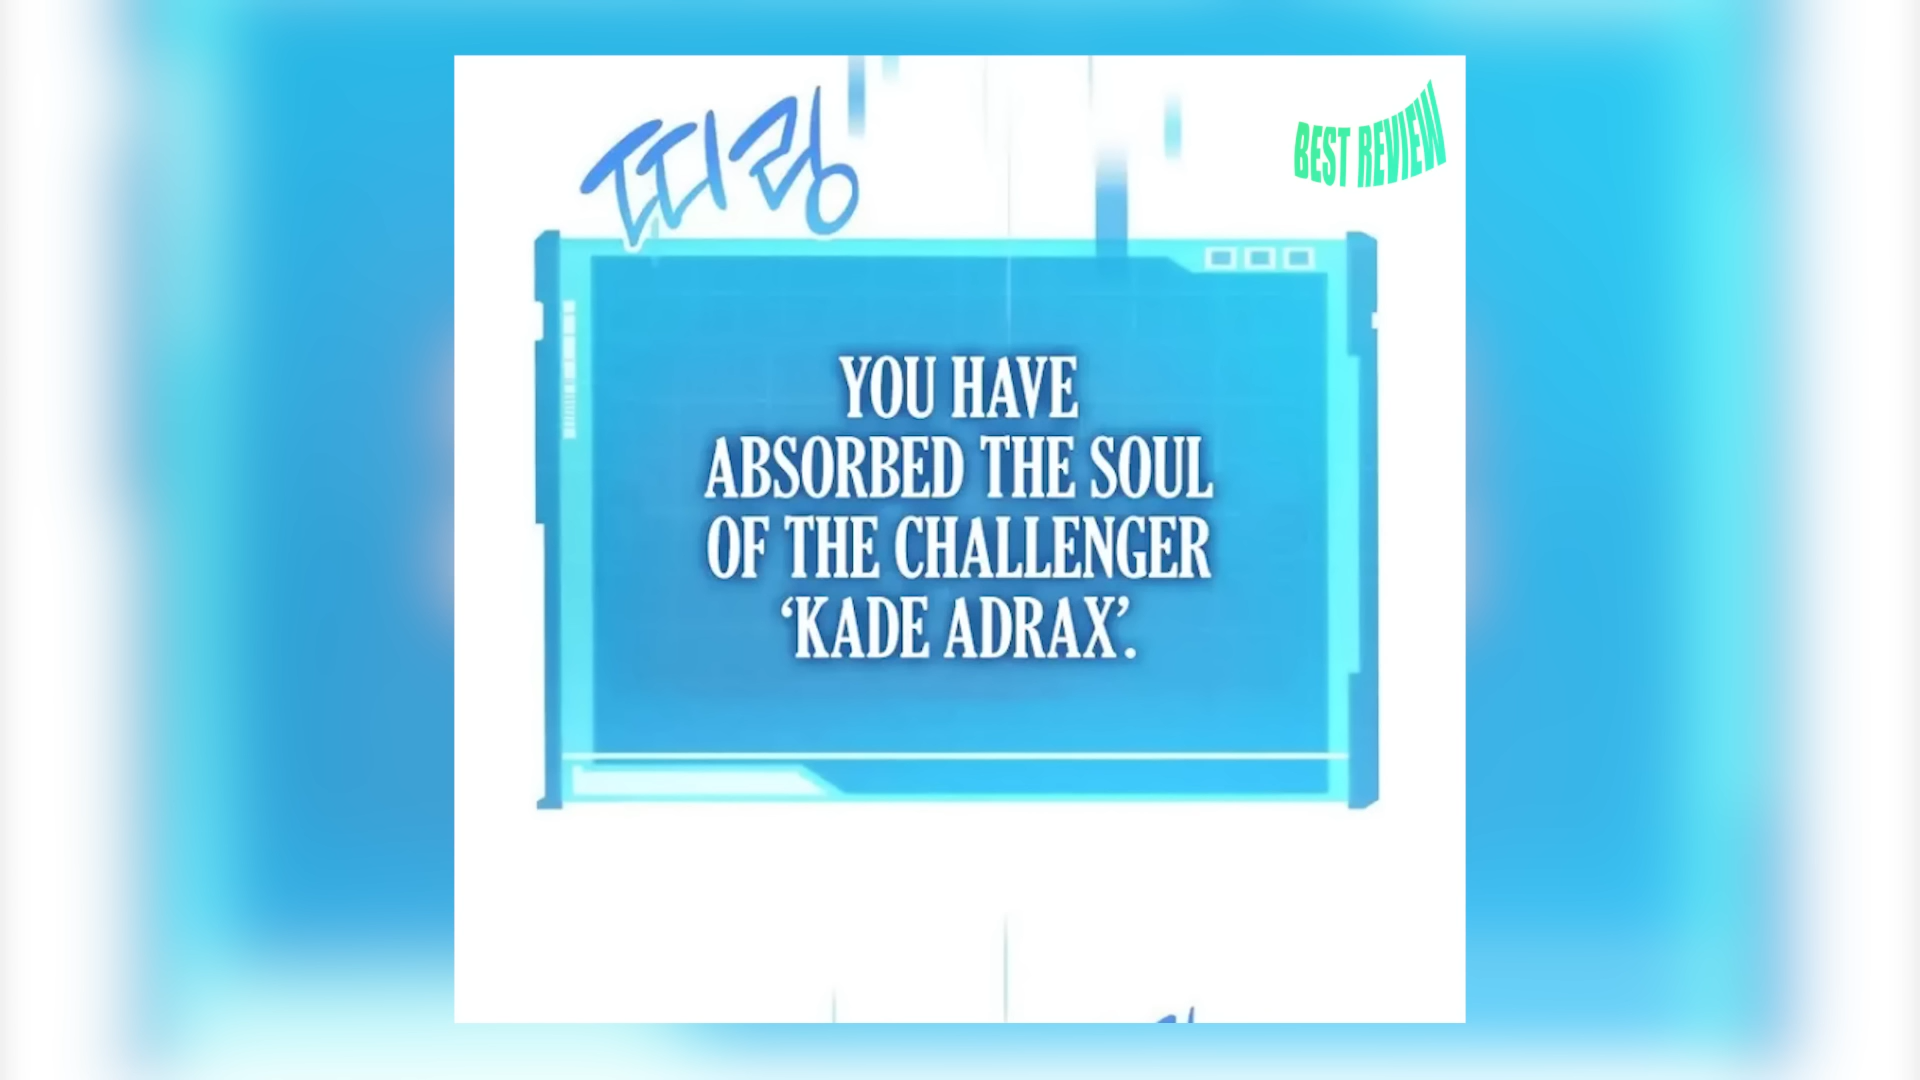 띠링
BEST REVIEW
YOU HAVE
ABSORBED THE SOUL
OF THE CHALLENGER
‘KADE ADRAX’.